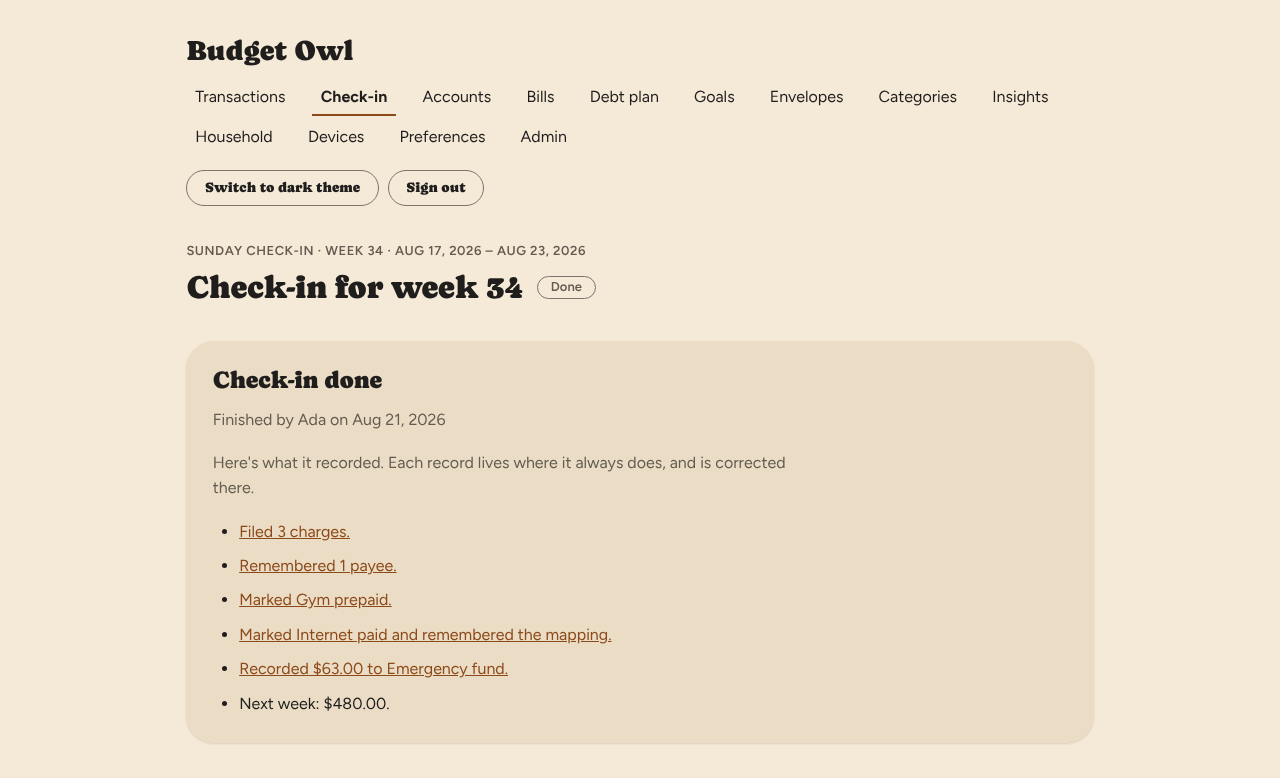 Budget Owl
Transactions Check-in Accounts Bills Debt plan Goals Envelopes Categories Insights
Household Devices Preferences Admin
Switch to dark theme Sign out
SUNDAY CHECK-IN · WEEK 34 · AUG 17, 2026 – AUG 23, 2026
Check-in for week 34 Done
Check-in done
Finished by Ada on Aug 21, 2026
Here's what it recorded. Each record lives where it always does, and is corrected
there.
Filed 3 charges.
Remembered 1 payee.
Marked Gym prepaid.
Marked Internet paid and remembered the mapping.
Recorded $63.00 to Emergency fund.
Next week: $480.00.